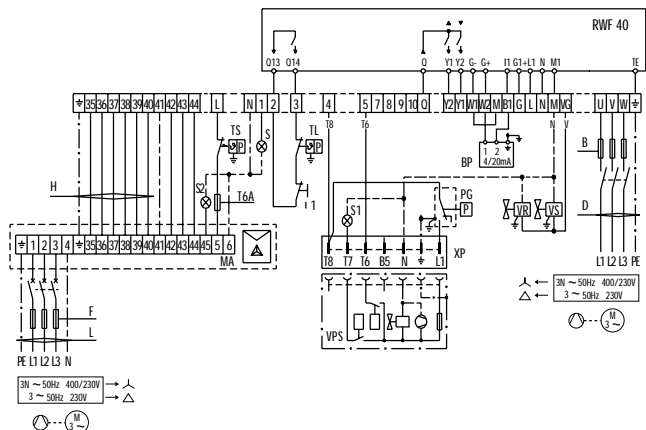 RWF 40
Q13 Q14 Q Y1 Y2 G- G+ I1 G1+ L1 N M1 TE
35 36 37 38 39 40 41 42 43 44 L N 1 2 3 4 5 6 7 8 9 10 Q Y2 Y1 W1 W2 M B1 G L N M VG U V W
T8 T6 N V
TS P S TL P
1 2
4/20mA
BP
B
H
S2
T6A
1
S1
PG
P
VR VS
D
1 2 3 4 35 36 37 38 39 40 41 42 43 44 45 5 6
MA
T8 T7 T6 B5 N L1
XP
L1 L2 L3 PE
F
L
VPS
3N ~ 50Hz 400/230V
3 ~ 50Hz 230V
M
3 ~
PE L1 L2 L3 N
3N ~ 50Hz 400/230V
3 ~ 50Hz 230V
M
3 ~